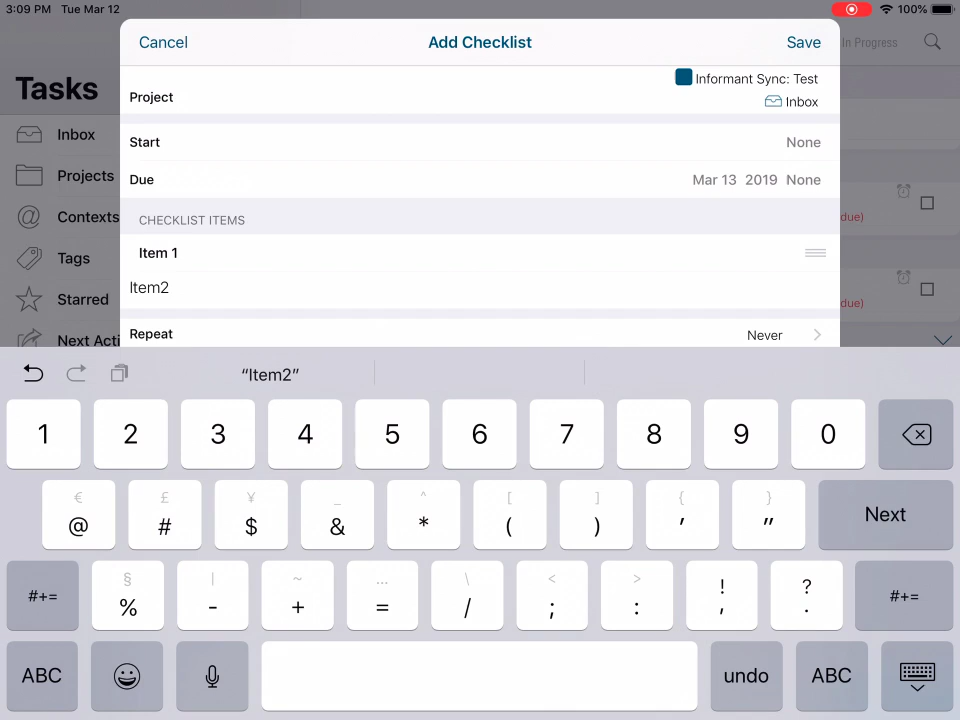 3:09 PM Tue Mar 12
100%
Cancel
Add Checklist
Save
in Progress
Tasks
Project
Informant Sync: Test
Inbox
Inbox
Start
None
Projects
Due
Mar 13 2019 None
Contexts
CHECKLIST ITEMS
due)
Tags
Item 1
Item2
Starred
due)
Next Acti
Repeat
Never
“Item2”
1 2 3 4 5 6 7 8 9 0
€ £ ¥ _ ^ [ ] { }
@ # $ & * ( ) ' "
Next
§ | ~ … \ < > ! ?
#+= % - + = / ; : , . #+=
ABC
undo
ABC